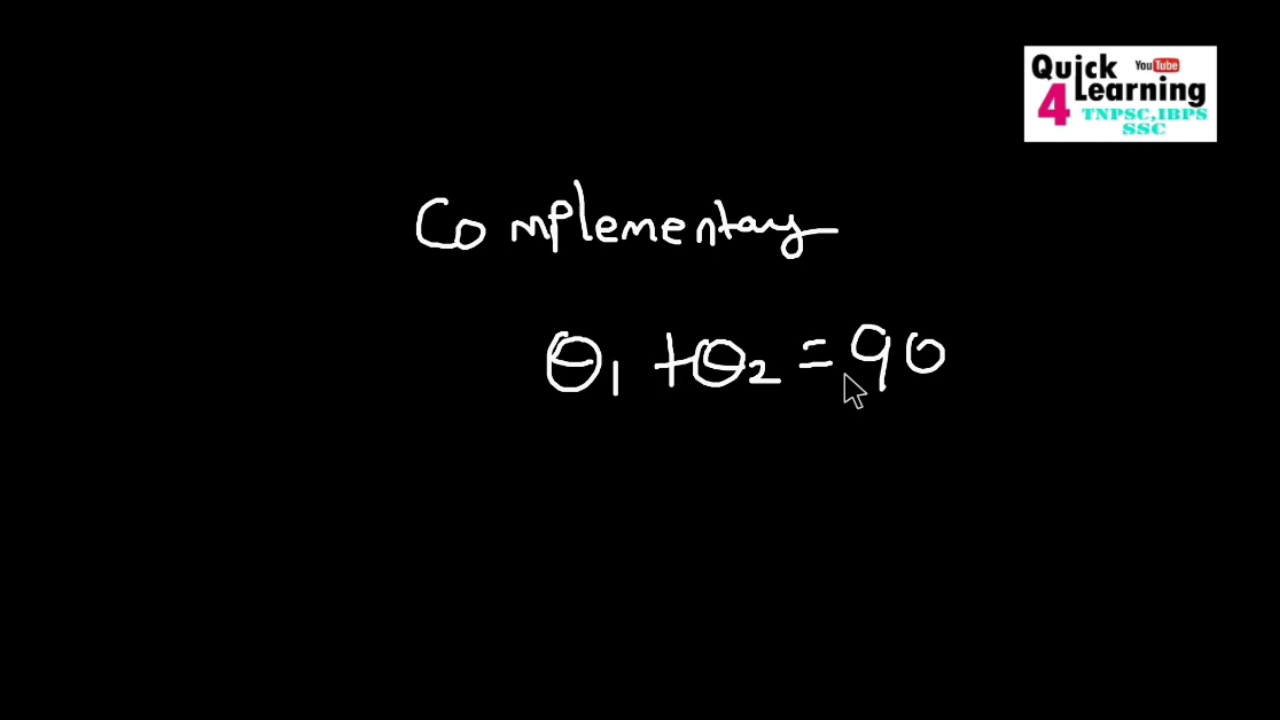 Quick YouTube
4 Learning
TNPSC,IBPS
SSC
Complementary
θ₁ + θ₂ = 90